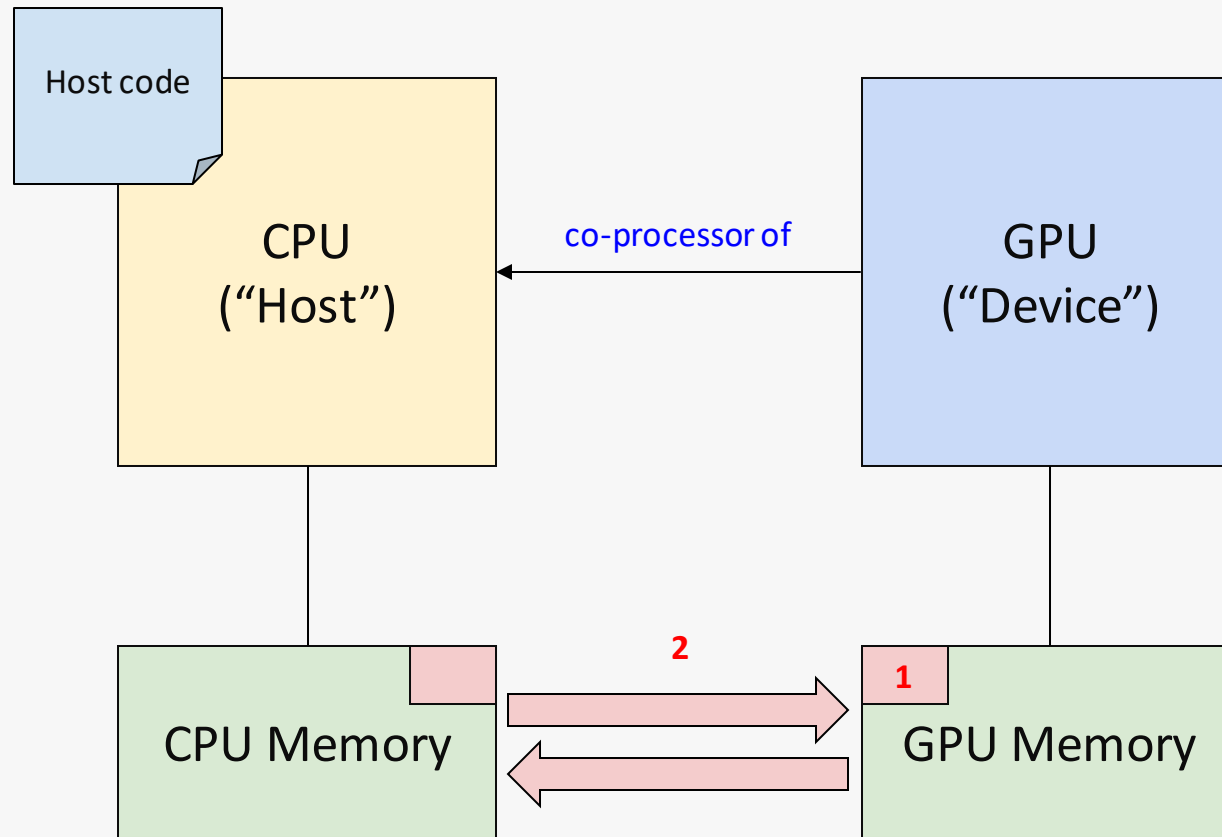 Host code
CPU
(“Host”)
co-processor of
GPU
(“Device”)
2
1
CPU Memory
GPU Memory